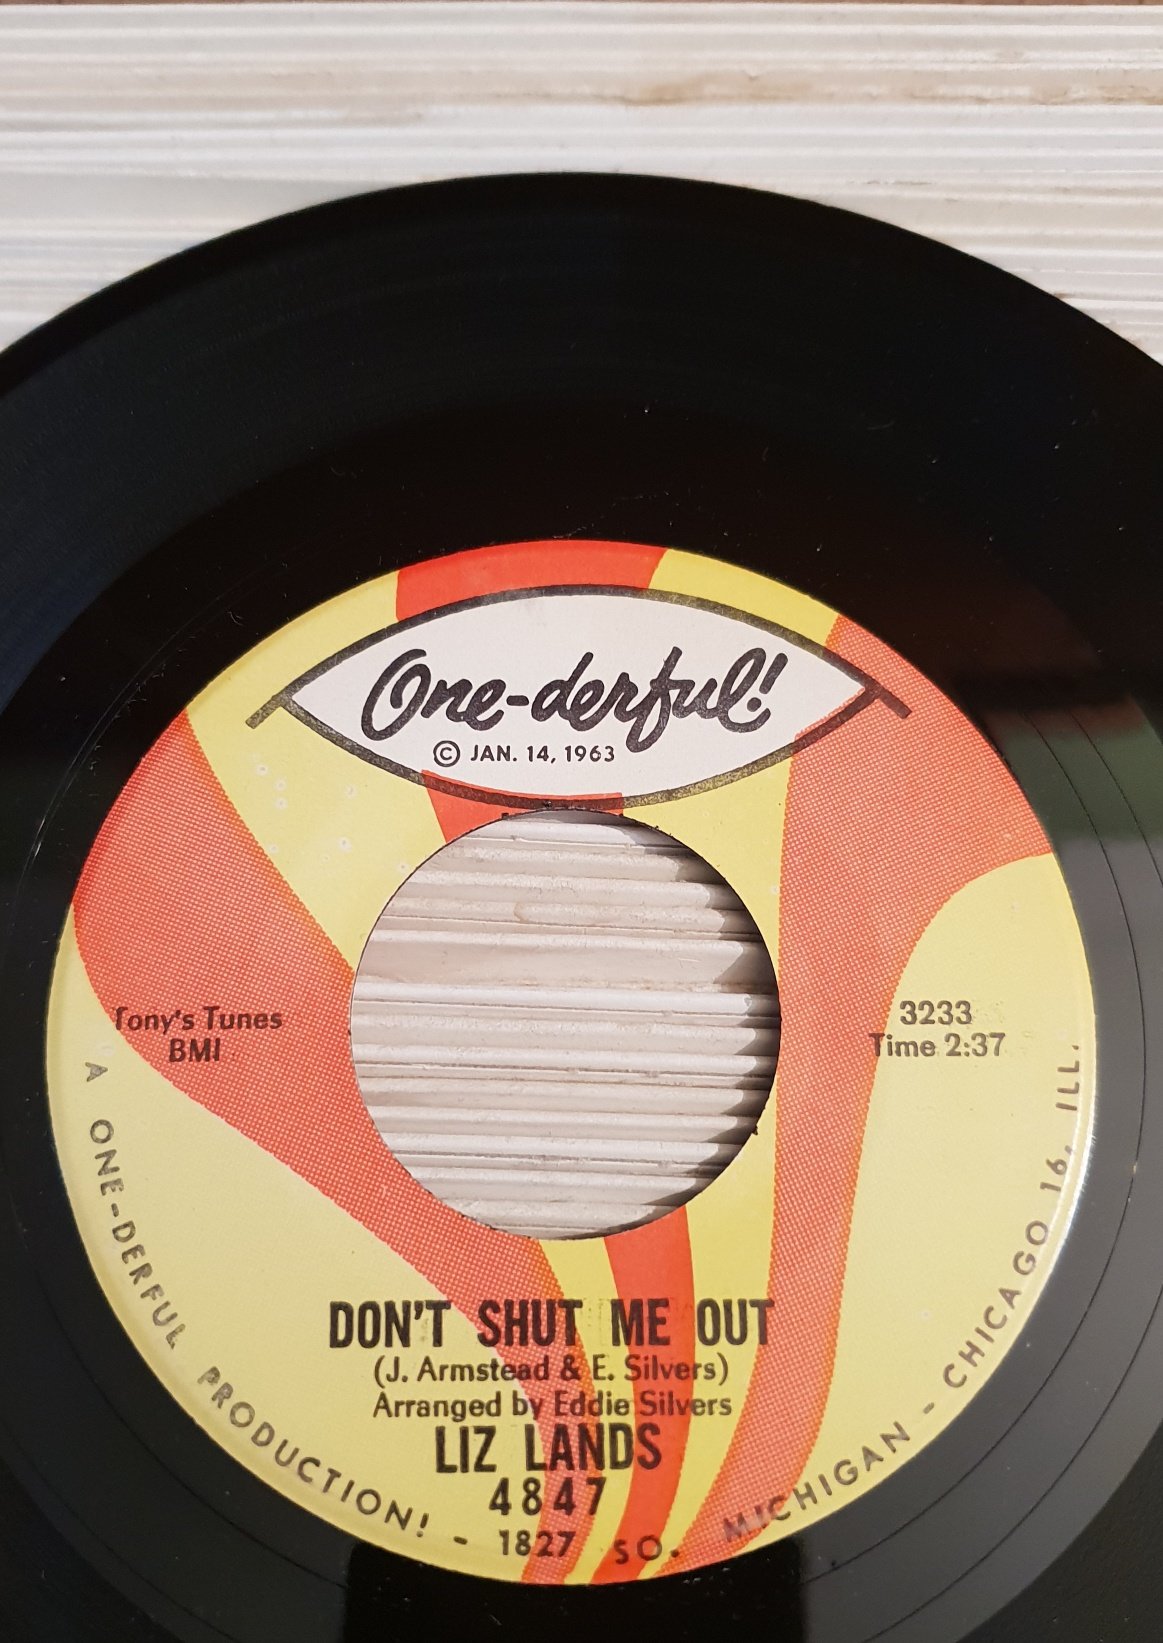 One-derful!
© JAN. 14, 1963
Tony's Tunes
BMI
3233
Time 2:37
DON'T SHUT ME OUT
(J. Armstead & E. Silvers)
Arranged by Eddie Silvers
LIZ LANDS
4847
A ONE-DERFUL PRODUCTION! - 1827 SO. MICHIGAN - CHICAGO 16, ILL.